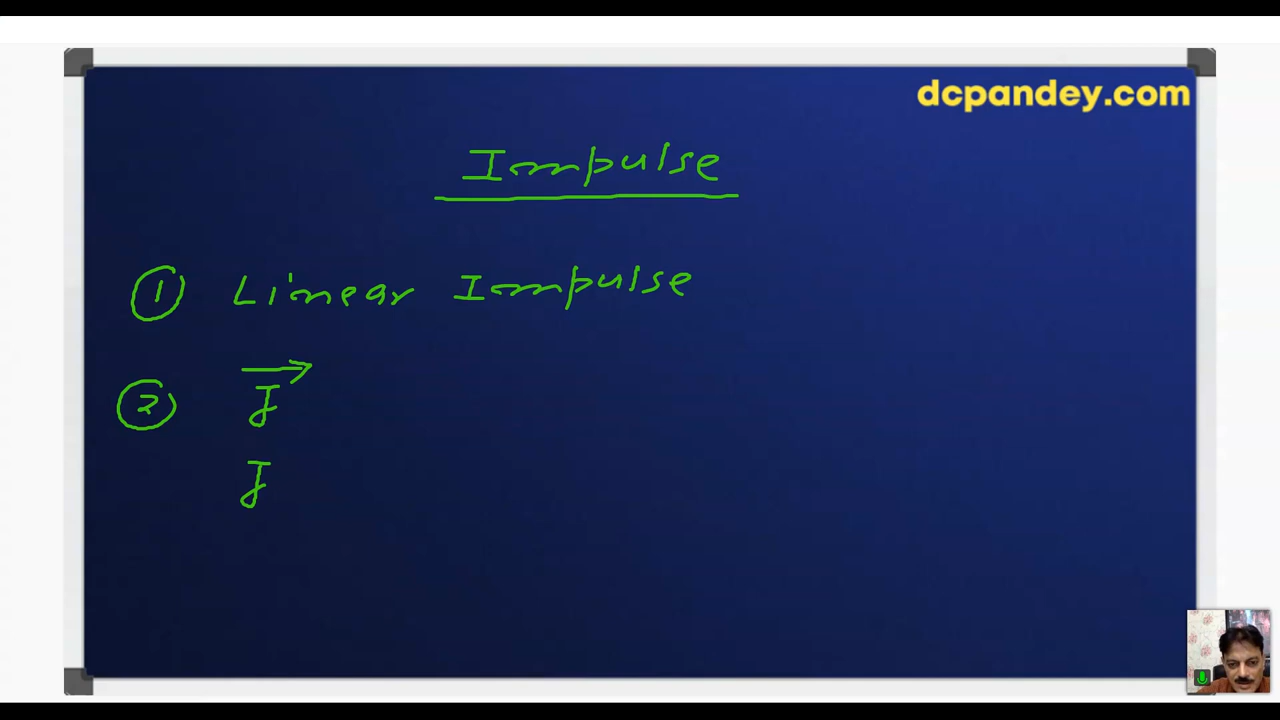 dcpandey.com
Impulse
① Linear Impulse
② J⃗
J